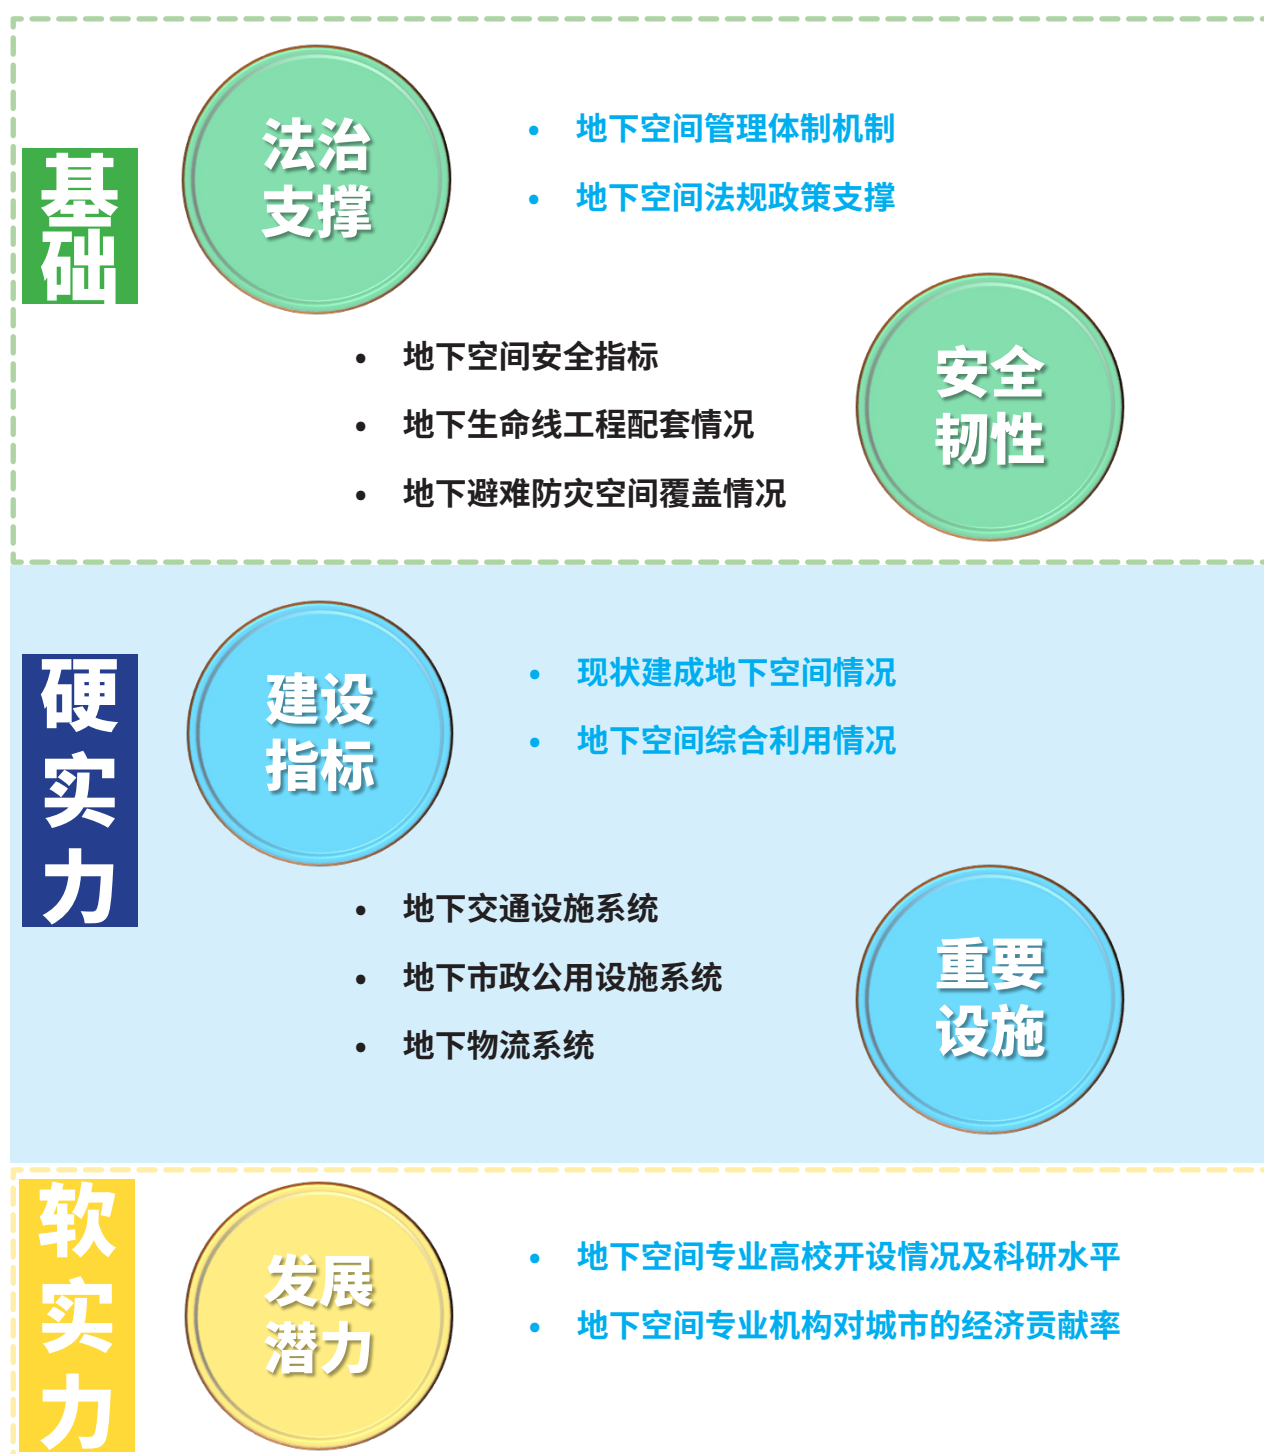 基
础
法治
支撑
• 地下空间管理体制机制
• 地下空间法规政策支撑
• 地下空间安全指标
• 地下生命线工程配套情况
• 地下避难防灾空间覆盖情况
安全
韧性
硬
实
力
建设
指标
• 现状建成地下空间情况
• 地下空间综合利用情况
• 地下交通设施系统
• 地下市政公用设施系统
• 地下物流系统
重要
设施
软
实
力
发展
潜力
• 地下空间专业高校开设情况及科研水平
• 地下空间专业机构对城市的经济贡献率